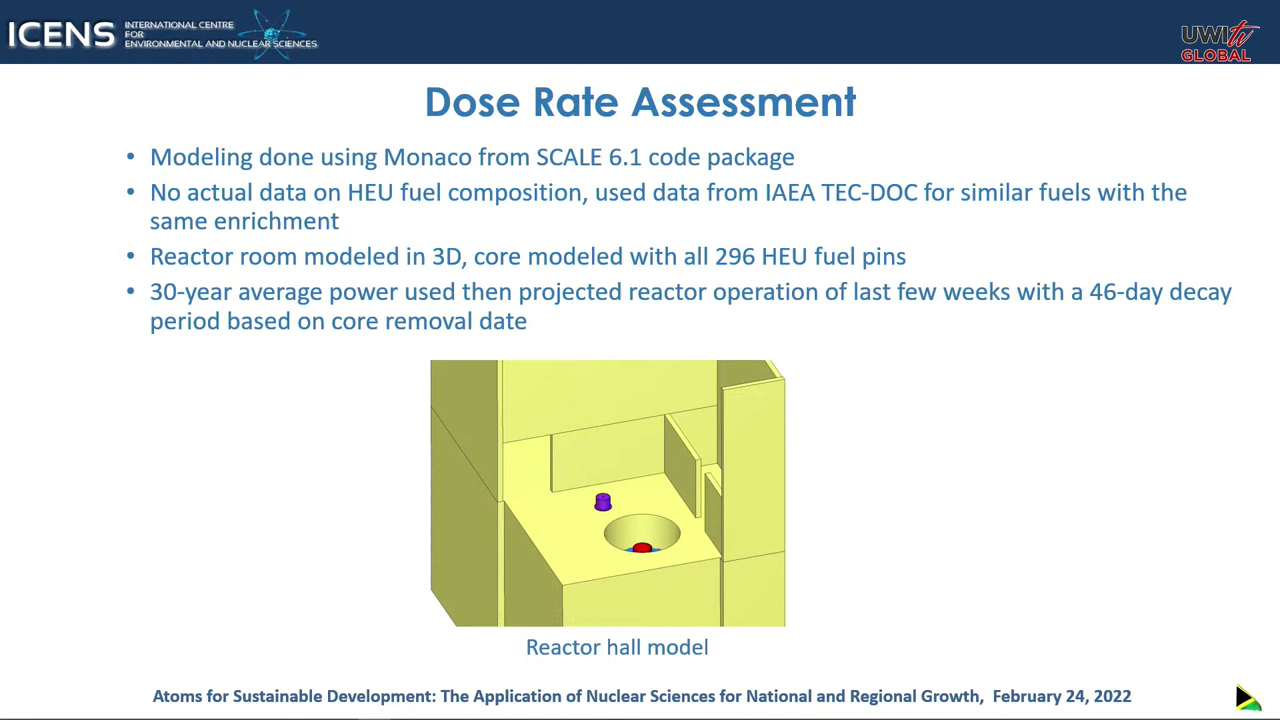 ICENS
INTERNATIONAL CENTRE
FOR
ENVIRONMENTAL AND NUCLEAR SCIENCES
UWItv
GLOBAL
Dose Rate Assessment
• Modeling done using Monaco from SCALE 6.1 code package
• No actual data on HEU fuel composition, used data from IAEA TEC-DOC for similar fuels with the
same enrichment
• Reactor room modeled in 3D, core modeled with all 296 HEU fuel pins
• 30-year average power used then projected reactor operation of last few weeks with a 46-day decay
period based on core removal date
Reactor hall model
Atoms for Sustainable Development: The Application of Nuclear Sciences for National and Regional Growth, February 24, 2022